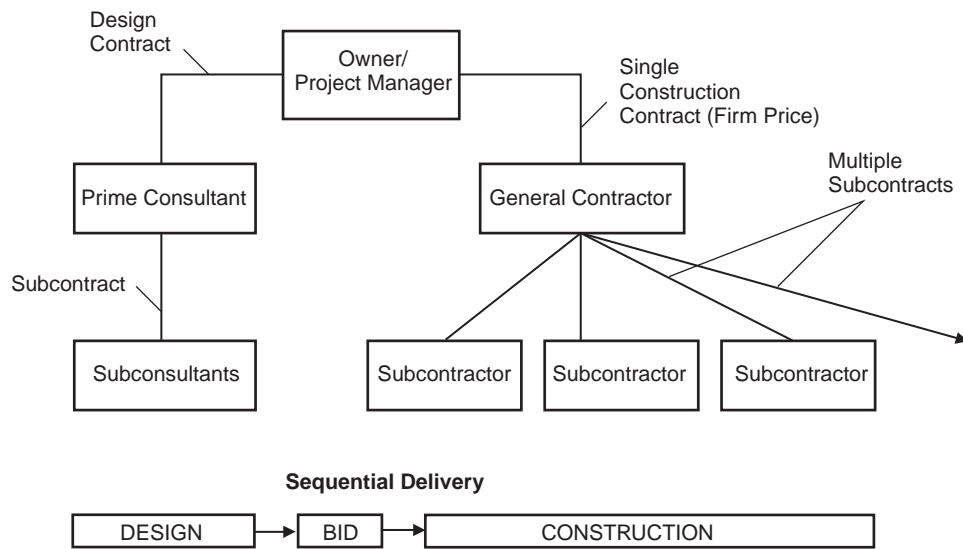 Design
Contract
Owner/
Project Manager
Single
Construction
Contract (Firm Price)
Multiple
Subcontracts
Prime Consultant
General Contractor
Subcontract
Subconsultants
Subcontractor
Subcontractor
Subcontractor
Sequential Delivery
DESIGN
BID
CONSTRUCTION